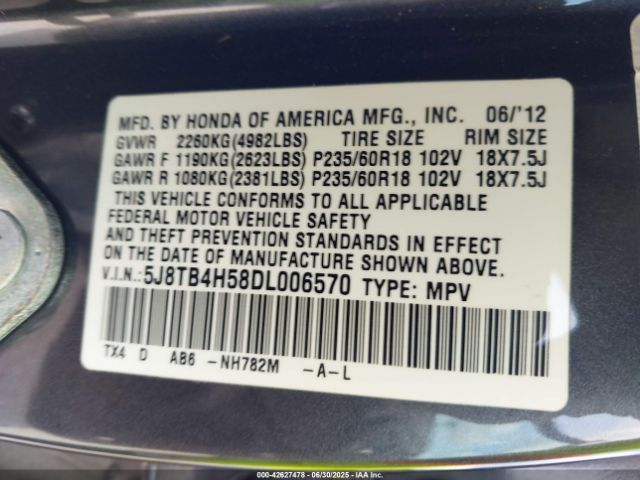 MFD. BY HONDA OF AMERICA MFG., INC. 06/'12
GVWR 2260KG(4982LBS) TIRE SIZE RIM SIZE
GAWR F 1190KG(2623LBS) P235/60R18 102V 18X7.5J
GAWR R 1080KG(2381LBS) P235/60R18 102V 18X7.5J
THIS VEHICLE CONFORMS TO ALL APPLICABLE
FEDERAL MOTOR VEHICLE SAFETY
AND THEFT PREVENTION STANDARDS IN EFFECT
ON THE DATE OF MANUFACTURE SHOWN ABOVE.
V.I.N.:5J8TB4H58DL006570 TYPE: MPV
TX4 D AB6 -NH782M -A-L
000-42627478 - 06/30/2025 - IAA Inc.